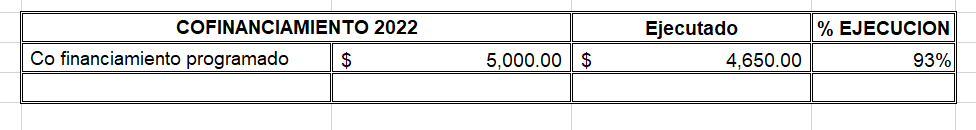 COFINANCIAMIENTO 2022 Ejecutado % EJECUCION
Co financiamiento programado $ 5,000.00 $ 4,650.00 93%